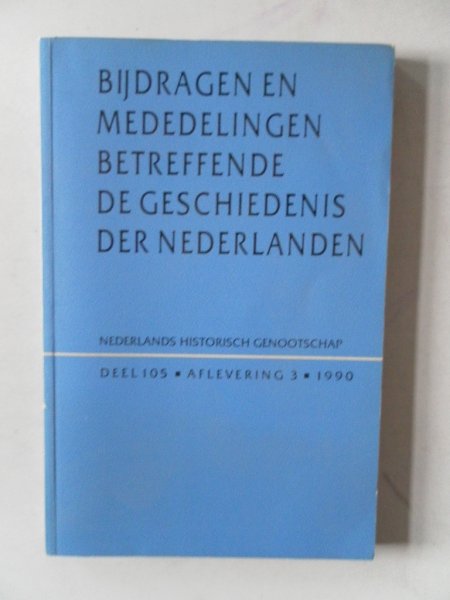 BIJDRAGEN EN
MEDEDELINGEN
BETREFFENDE
DE GESCHIEDENIS
DER NEDERLANDEN
NEDERLANDS HISTORISCH GENOOTSCHAP
DEEL 105 ▪ AFLEVERING 3 ▪ 1990